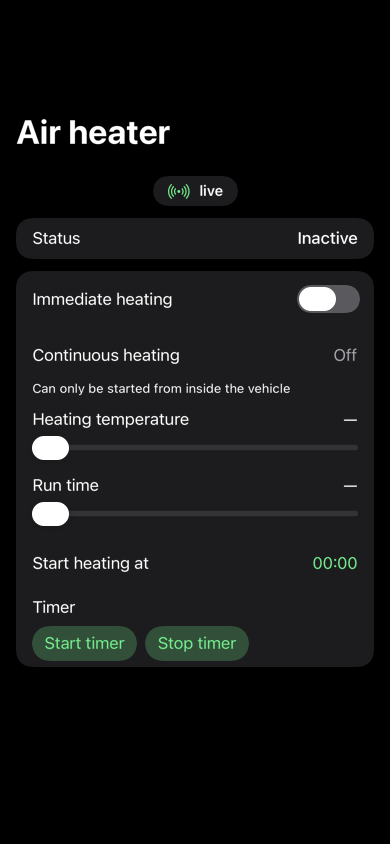 Air heater
live
Status Inactive
Immediate heating
Continuous heating Off
Can only be started from inside the vehicle
Heating temperature —
Run time —
Start heating at 00:00
Timer
Start timer Stop timer